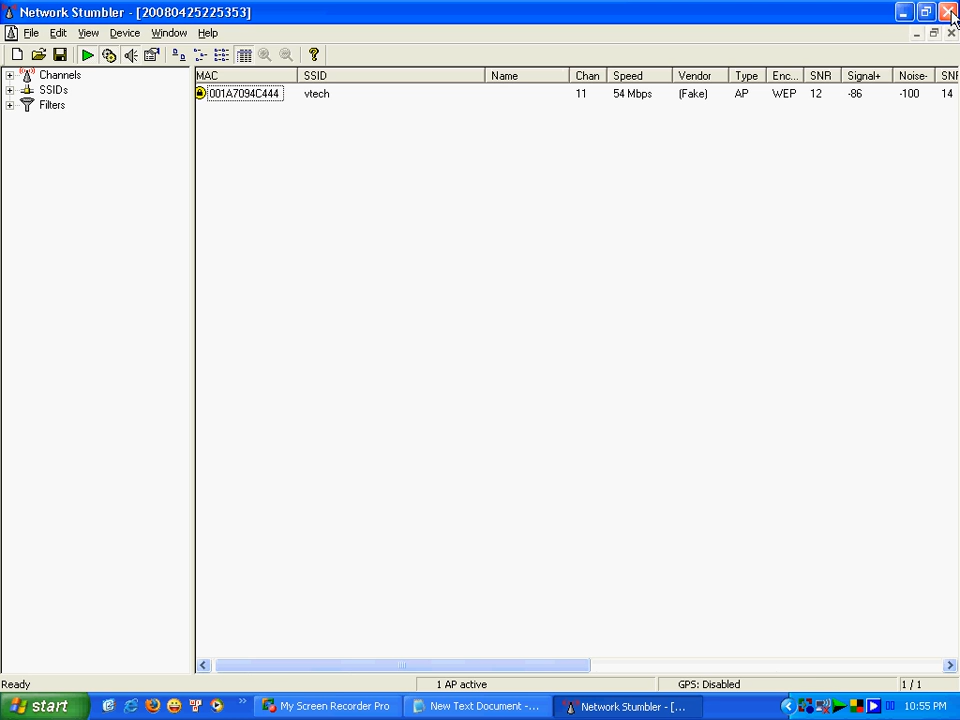 Network Stumbler - [20080425225353]
File Edit View Device Window Help
Channels
SSIDs
Filters
MAC SSID Name Chan Speed Vendor Type Enc... SNR Signal+ Noise- SNF
001A7094C444 vtech 11 54 Mbps (Fake) AP WEP 12 -86 -100 14
Ready 1 AP active GPS: Disabled 1 / 1
start My Screen Recorder Pro New Text Document -... Network Stumbler - [... 10:55 PM